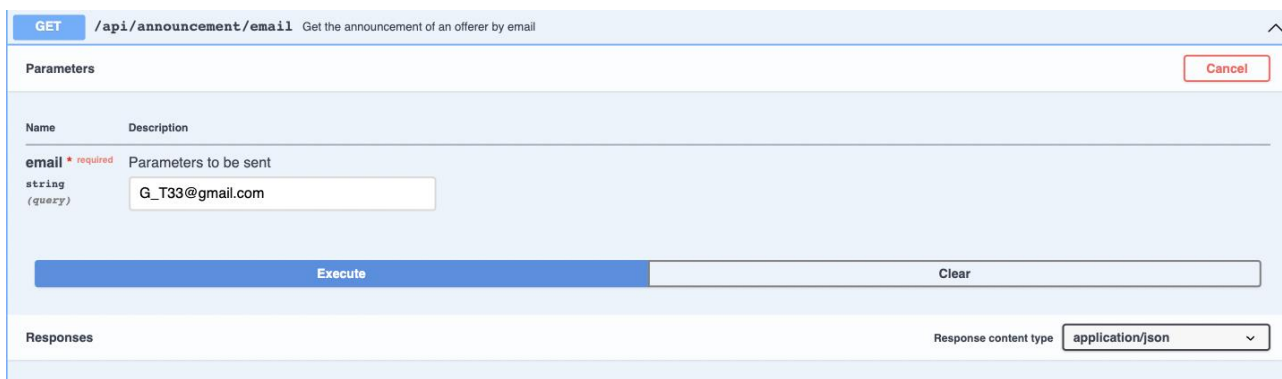 GET /api/announcement/email Get the announcement of an offerer by email
Parameters Cancel
Name Description
email * required Parameters to be sent
string
(query)
G_T33@gmail.com
Execute Clear
Responses Response content type application/json